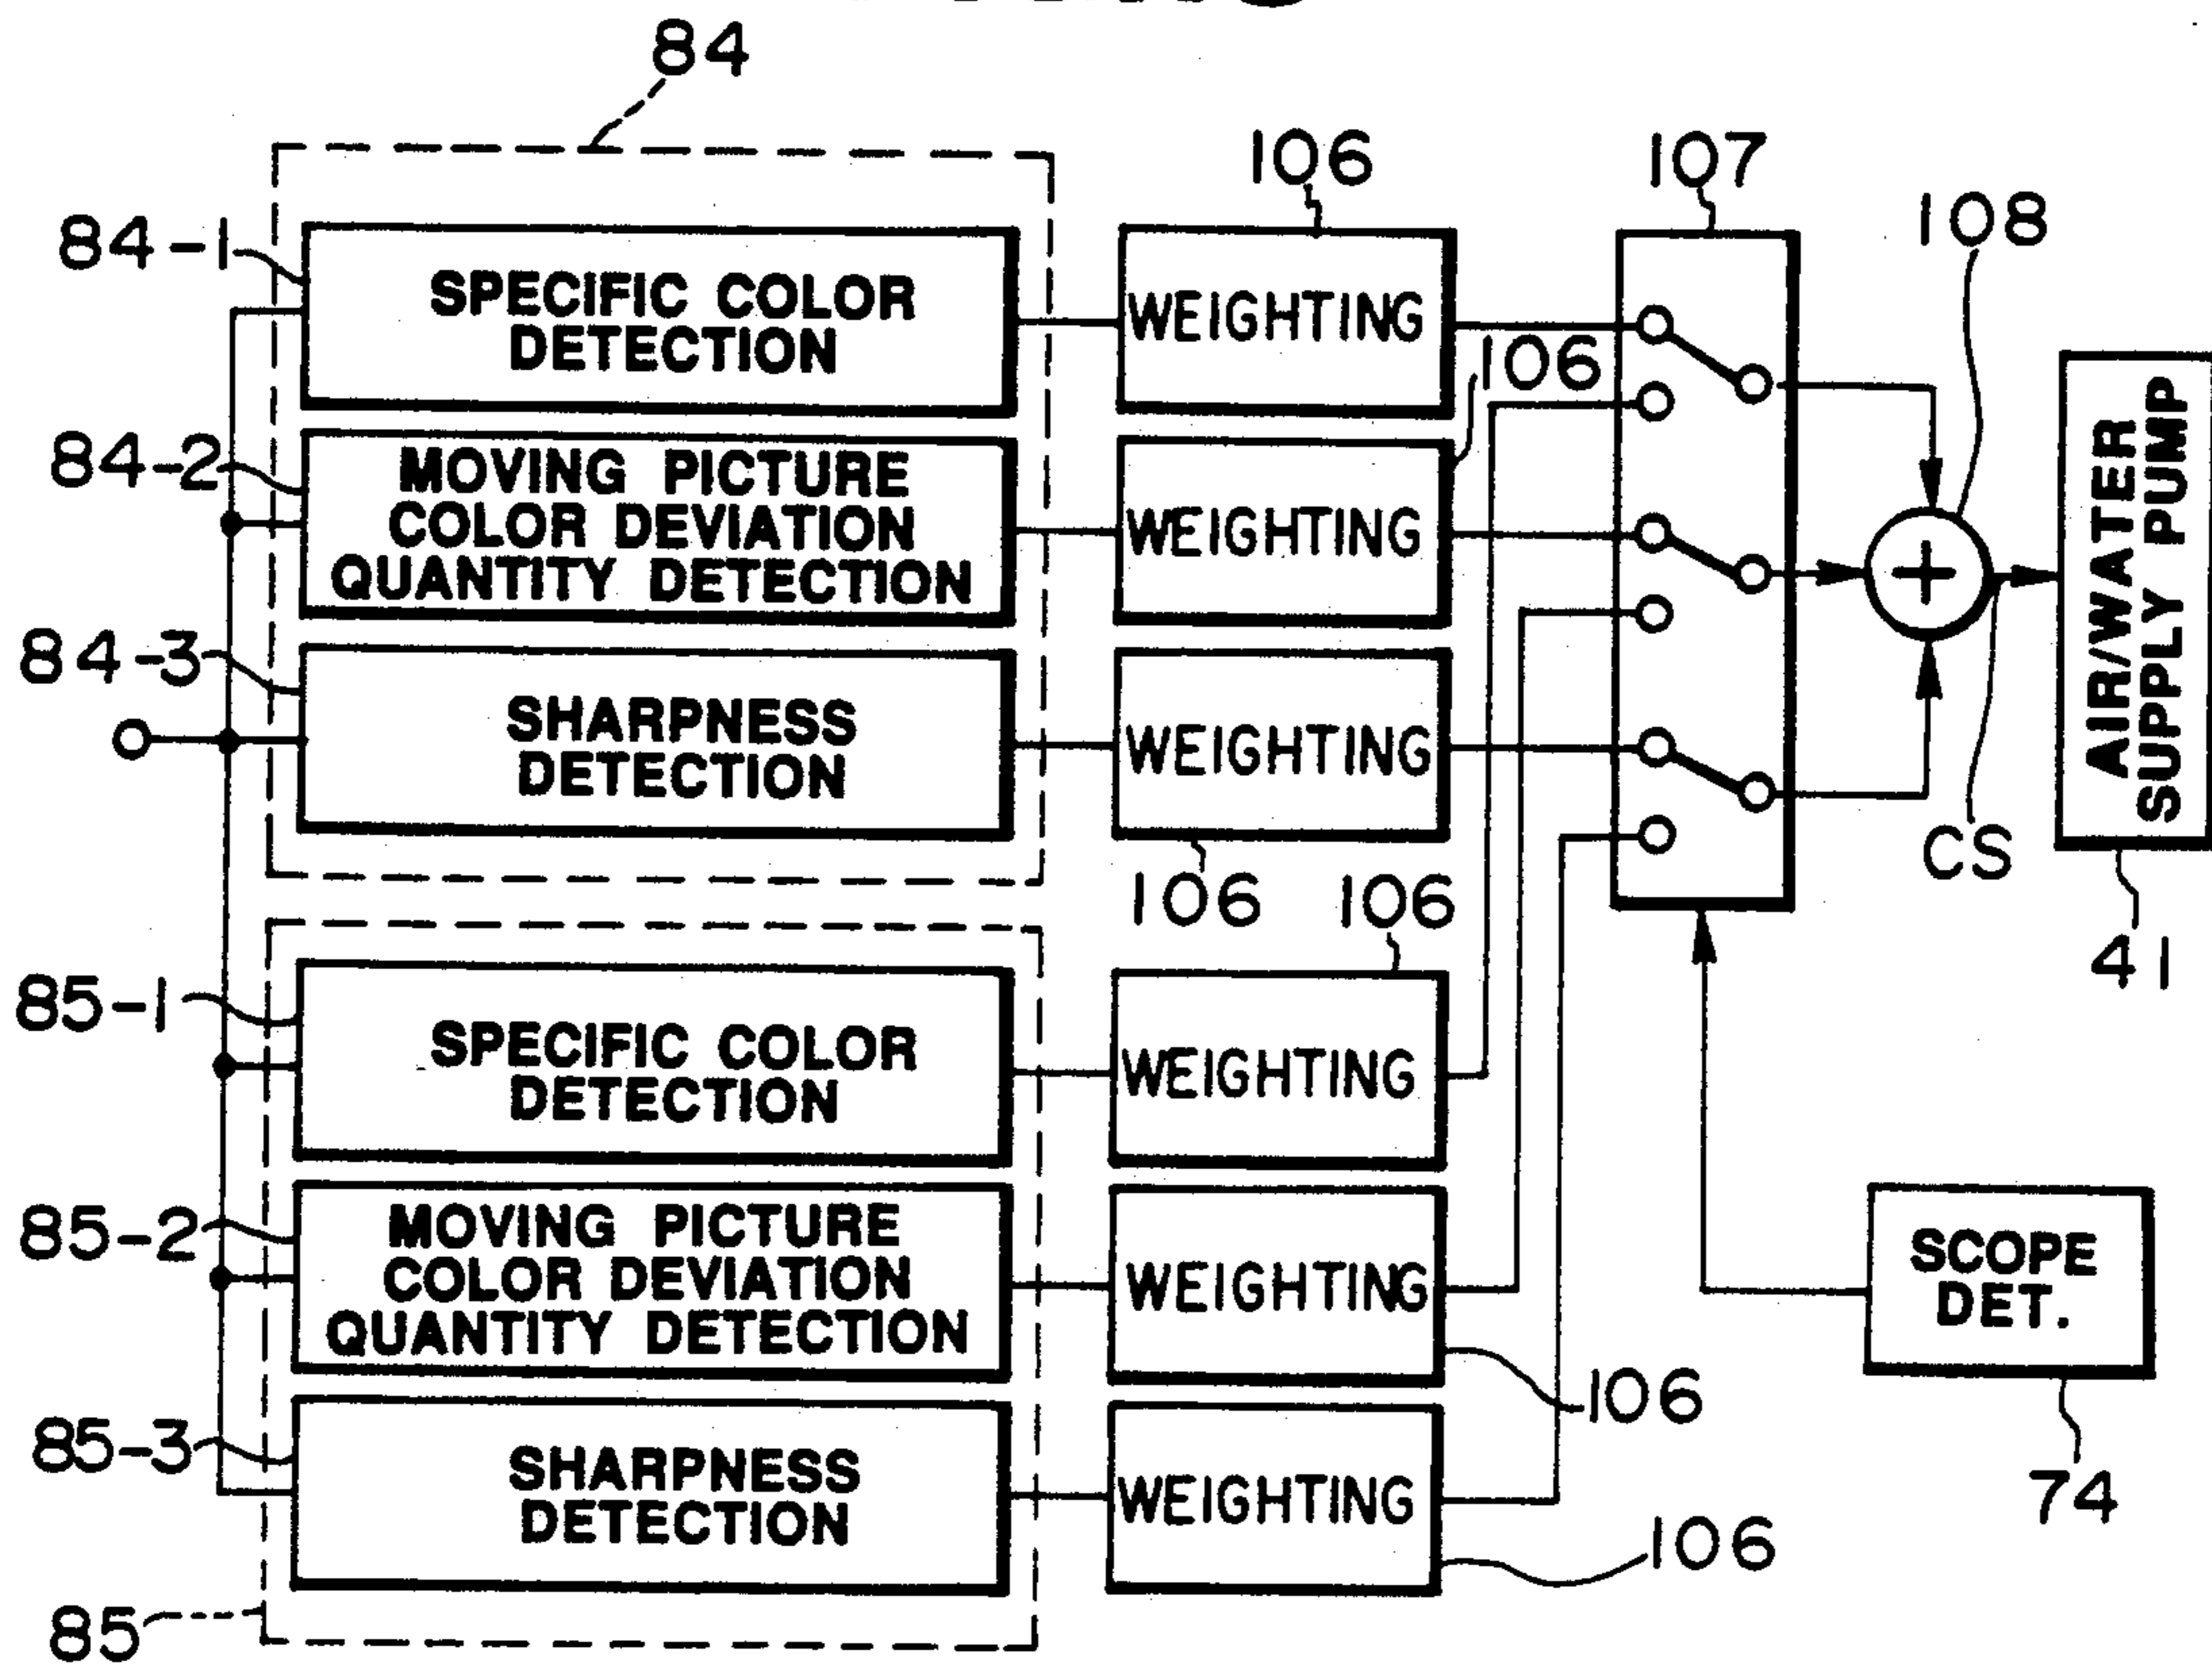 84
106
107
108
84-1
SPECIFIC COLOR
DETECTION
WEIGHTING
106
84-2
MOVING PICTURE
COLOR DEVIATION
QUANTITY DETECTION
WEIGHTING
+
AIR/WATER
SUPPLY PUMP
84-3
SHARPNESS
DETECTION
WEIGHTING
CS
106
106
41
85-1
SPECIFIC COLOR
DETECTION
WEIGHTING
85-2
MOVING PICTURE
COLOR DEVIATION
QUANTITY DETECTION
WEIGHTING
SCOPE
DET.
106
85-3
SHARPNESS
DETECTION
WEIGHTING
74
106
85